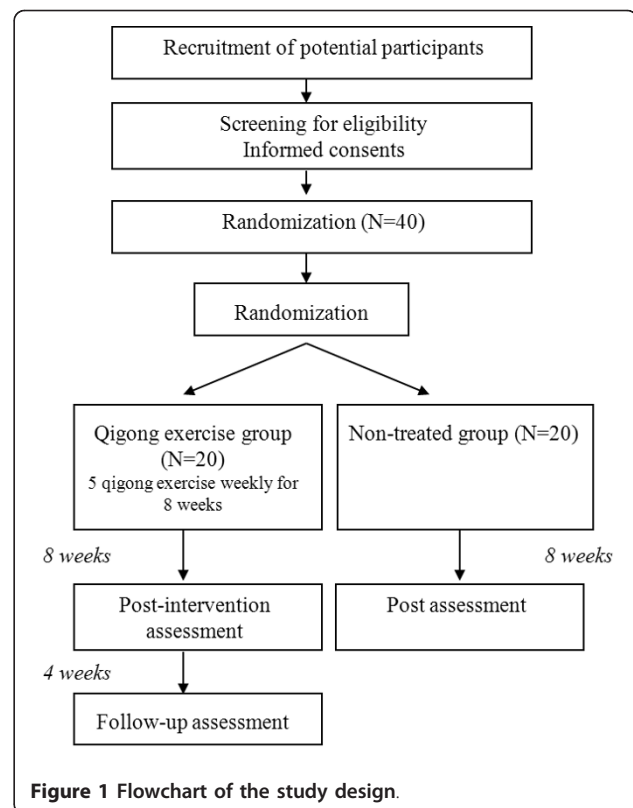 Recruitment of potential participants
Screening for eligibility
Informed consents
Randomization (N=40)
Randomization
Qigong exercise group
(N=20)
5 qigong exercise weekly for
8 weeks
Non-treated group (N=20)
8 weeks
8 weeks
Post-intervention
assessment
Post assessment
4 weeks
Follow-up assessment
Figure 1 Flowchart of the study design.